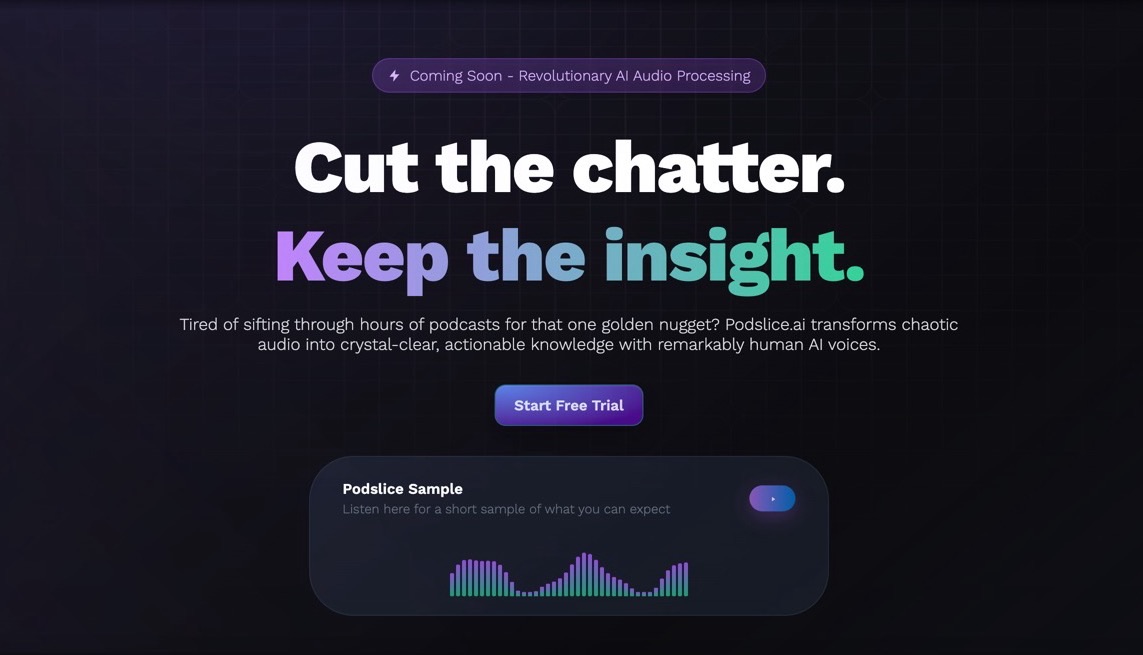 Coming Soon - Revolutionary AI Audio Processing
Cut the chatter.
Keep the insight.
Tired of sifting through hours of podcasts for that one golden nugget? Podslice.ai transforms chaotic
audio into crystal-clear, actionable knowledge with remarkably human AI voices.
Start Free Trial
Podslice Sample
Listen here for a short sample of what you can expect